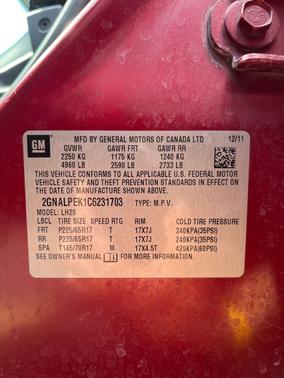 GM
MFD BY GENERAL MOTORS OF CANADA LTD.
12/11
GVWR GAWR FRT GAWR RR
2250 KG 1175 KG 1240 KG
4960 LB 2590 LB 2733 LB
THIS VEHICLE CONFORMS TO ALL APPLICABLE U.S.
FEDERAL MOTOR VEHICLE SAFETY AND THEFT
PREVENTION STANDARDS IN EFFECT ON THE DATE OF
MANUFACTURE SHOWN ABOVE.
2GNALPEK1C6231703 TYPE: M.P.V.
MODEL: LH26
LBCL TIRE SIZE SPEED RTG RIM COLD TIRE PRESSURE
FRT P225/65R17 T 17X7J 240KPA(35PSI)
RR P225/65R17 T 17X7J 240KPA(35PSI)
SPA T145/70R17 M 17X4.5T 420KPA(60PSI)
SEE OWNER'S MANUAL FOR MORE INFORMATION.